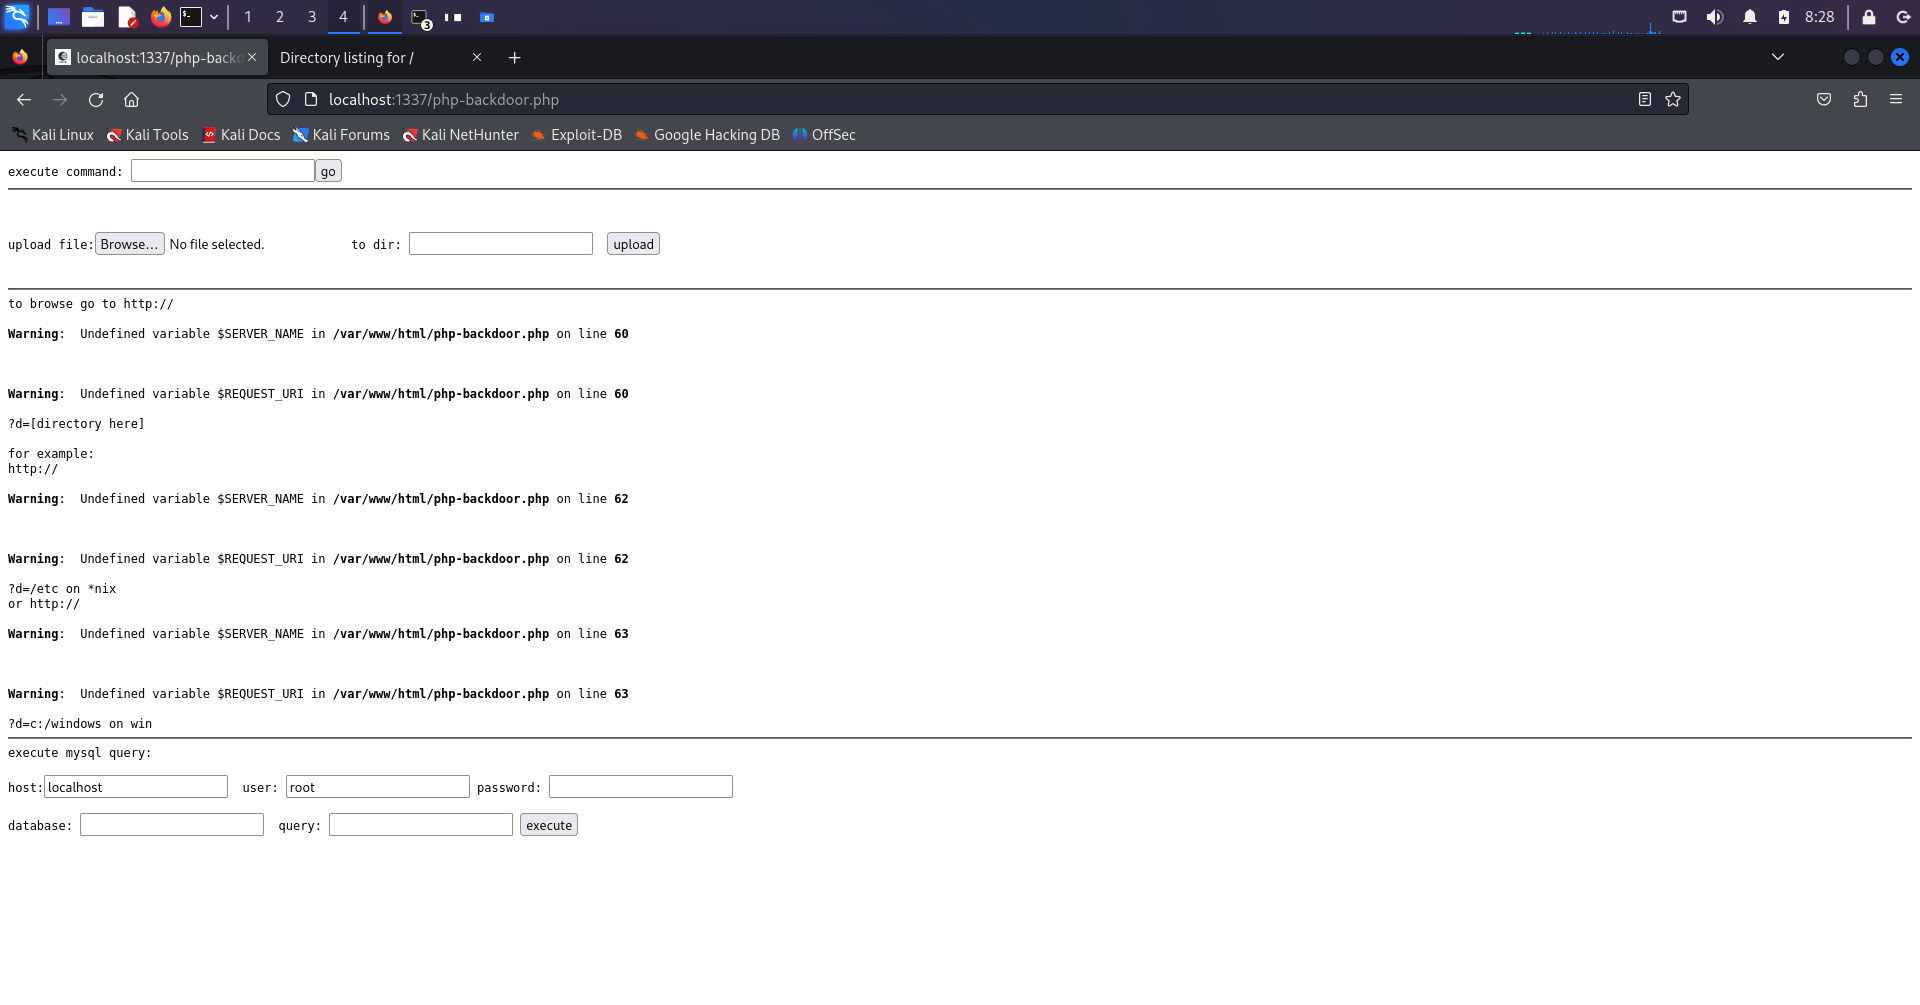 1 2 3 4 3 8:28
localhost:1337/php-backd Directory listing for /
localhost:1337/php-backdoor.php
Kali Linux Kali Tools Kali Docs Kali Forums Kali NetHunter Exploit-DB Google Hacking DB OffSec
execute command: go
upload file: Browse... No file selected. to dir: upload
to browse go to http://
Warning: Undefined variable $SERVER_NAME in /var/www/html/php-backdoor.php on line 60
Warning: Undefined variable $REQUEST_URI in /var/www/html/php-backdoor.php on line 60
?d=[directory here]
for example:
http://
Warning: Undefined variable $SERVER_NAME in /var/www/html/php-backdoor.php on line 62
Warning: Undefined variable $REQUEST_URI in /var/www/html/php-backdoor.php on line 62
?d=/etc on *nix
or http://
Warning: Undefined variable $SERVER_NAME in /var/www/html/php-backdoor.php on line 63
Warning: Undefined variable $REQUEST_URI in /var/www/html/php-backdoor.php on line 63
?d=c:/windows on win
execute mysql query:
host: localhost user: root password:
database: query: execute